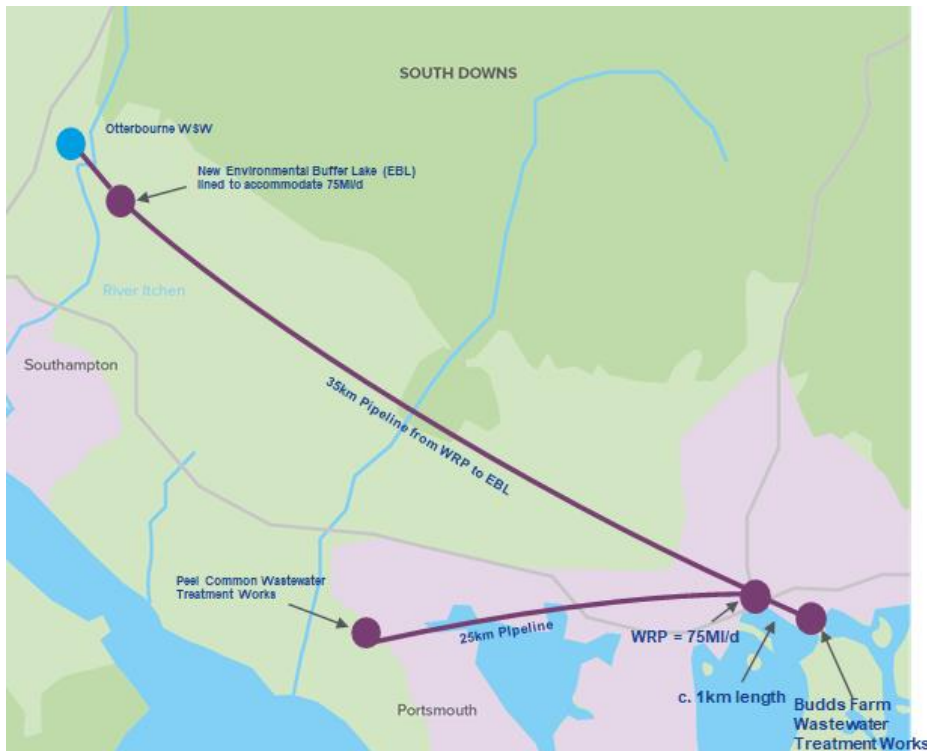 SOUTH DOWNS
Otterbourne WSW
New Environmental Buffer Lake (EBL)
lined to accommodate 75Ml/d
River Itchen
Southampton
35km Pipeline from WRP to EBL
Peel Common Wastewater
Treatment Works
25km Pipeline
WRP = 75Ml/d
c. 1km length
Portsmouth
Budds Farm
Wastewater
Treatment Works